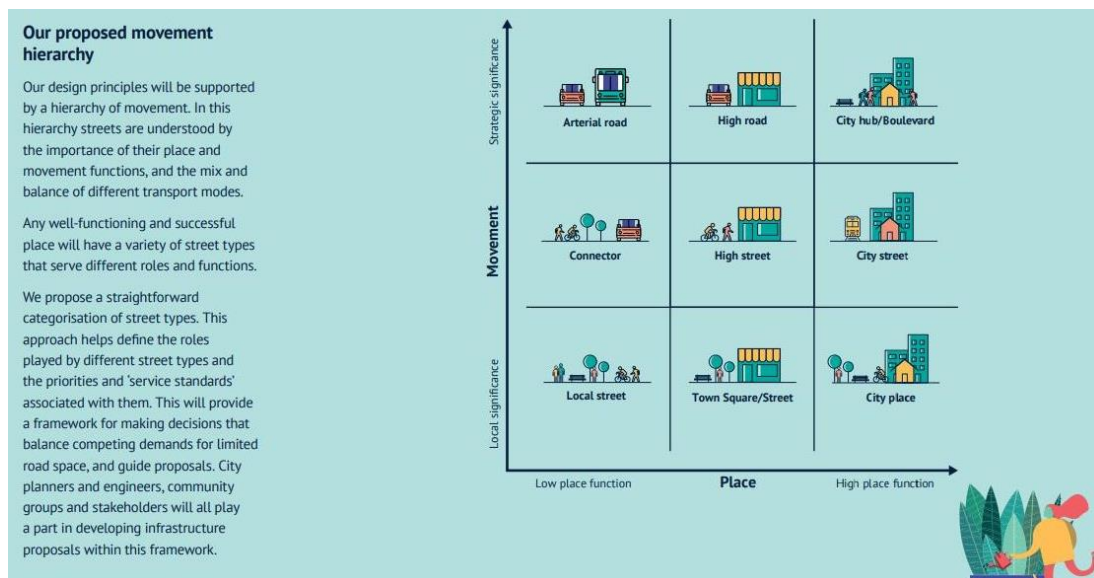 Our proposed movement
hierarchy
Our design principles will be supported
by a hierarchy of movement. In this
hierarchy streets are understood by
the importance of their place and
movement functions, and the mix and
balance of different transport modes.
Any well-functioning and successful
place will have a variety of street types
that serve different roles and functions.
We propose a straightforward
categorisation of street types. This
approach helps define the roles
played by different street types and
the priorities and ‘service standards’
associated with them. This will provide
a framework for making decisions that
balance competing demands for limited
road space, and guide proposals. City
planners and engineers, community
groups and stakeholders will all play
a part in developing infrastructure
proposals within this framework.
Strategic significance
Movement
Local significance
Arterial road
High road
City hub/Boulevard
Connector
High street
City street
Local street
Town Square/Street
City place
Low place function
Place
High place function